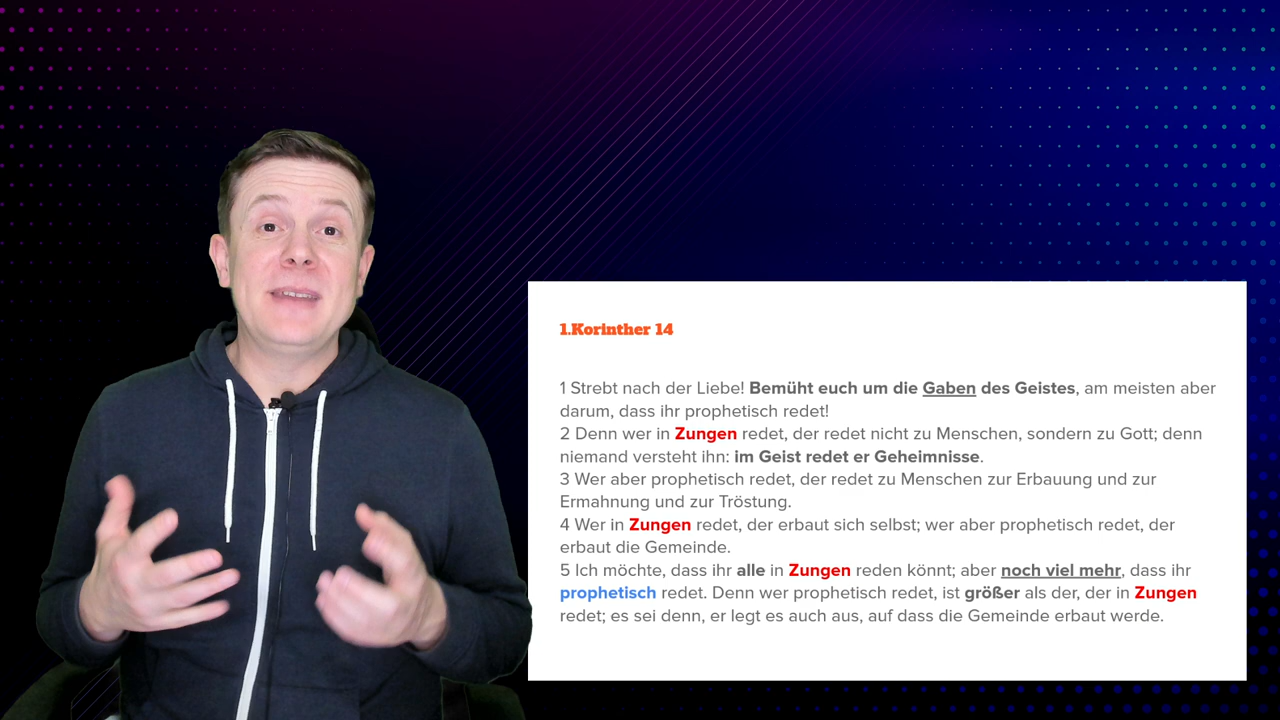 1.Korinther 14
1 Strebt nach der Liebe! Bemüht euch um die Gaben des Geistes, am meisten aber
darum, dass ihr prophetisch redet!
2 Denn wer in Zungen redet, der redet nicht zu Menschen, sondern zu Gott; denn
niemand versteht ihn: im Geist redet er Geheimnisse.
3 Wer aber prophetisch redet, der redet zu Menschen zur Erbauung und zur
Ermahnung und zur Tröstung.
4 Wer in Zungen redet, der erbaut sich selbst; wer aber prophetisch redet, der
erbaut die Gemeinde.
5 Ich möchte, dass ihr alle in Zungen reden könnt; aber noch viel mehr, dass ihr
prophetisch redet. Denn wer prophetisch redet, ist größer als der, der in Zungen
redet; es sei denn, er legt es auch aus, auf dass die Gemeinde erbaut werde.